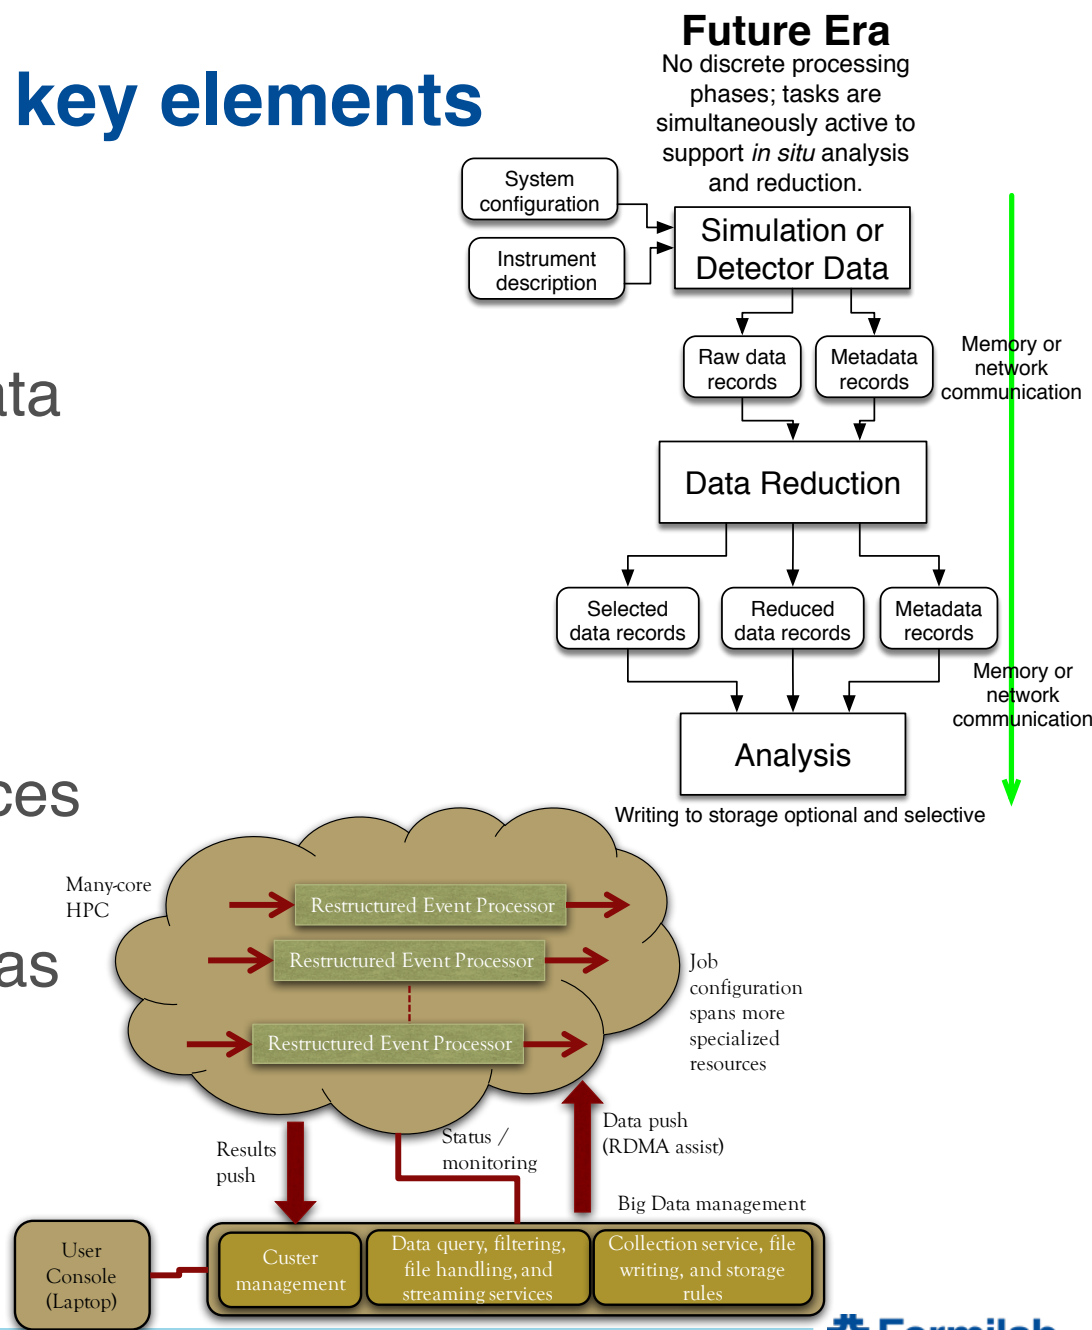 Future Era
key elements
No discrete processing
phases; tasks are
simultaneously active to
support in situ analysis
and reduction.
System
configuration
Instrument
description
Simulation or
Detector Data
Raw data
records
Metadata
records
Memory or
network
communication
ata
Data Reduction
Selected
data records
Reduced
data records
Metadata
records
Memory or
network
communication
Analysis
ces
Writing to storage optional and selective
Many-core
HPC
Restructured Event Processor
Restructured Event Processor
as
Job
configuration
spans more
specialized
resources
Restructured Event Processor
Results
push
Status /
monitoring
Data push
(RDMA assist)
Big Data management
User
Console
(Laptop)
Custer
management
Data query, filtering,
file handling, and
streaming services
Collection service, file
writing, and storage
rules
Fermilab